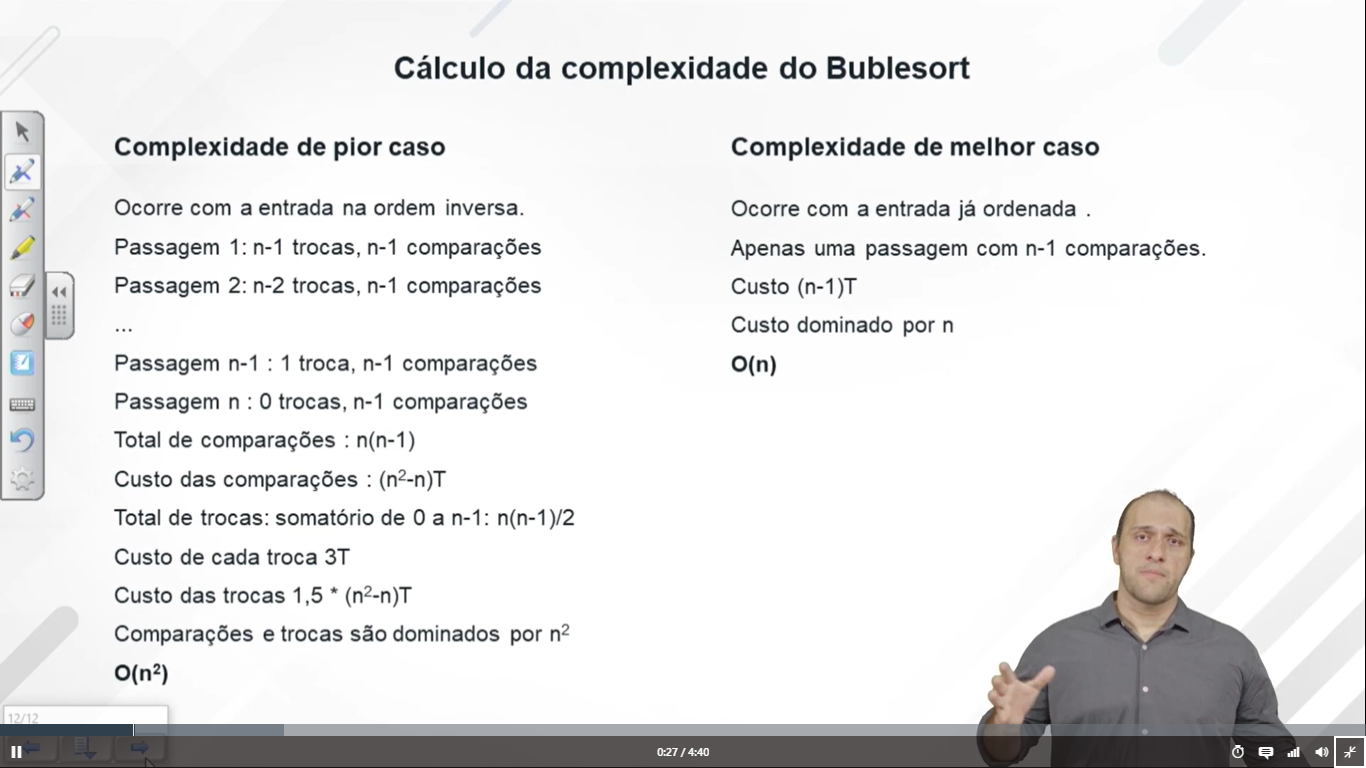 Cálculo da complexidade do Bublesort
Complexidade de pior caso
Ocorre com a entrada na ordem inversa.
Passagem 1: n-1 trocas, n-1 comparações
Passagem 2: n-2 trocas, n-1 comparações
...
Passagem n-1 : 1 troca, n-1 comparações
Passagem n : 0 trocas, n-1 comparações
Total de comparações : n(n-1)
Custo das comparações : (n²-n)T
Total de trocas: somatório de 0 a n-1: n(n-1)/2
Custo de cada troca 3T
Custo das trocas 1,5 * (n²-n)T
Comparações e trocas são dominados por n²
O(n²)
Complexidade de melhor caso
Ocorre com a entrada já ordenada .
Apenas uma passagem com n-1 comparações.
Custo (n-1)T
Custo dominado por n
O(n)
12/12
0:27 / 4:40